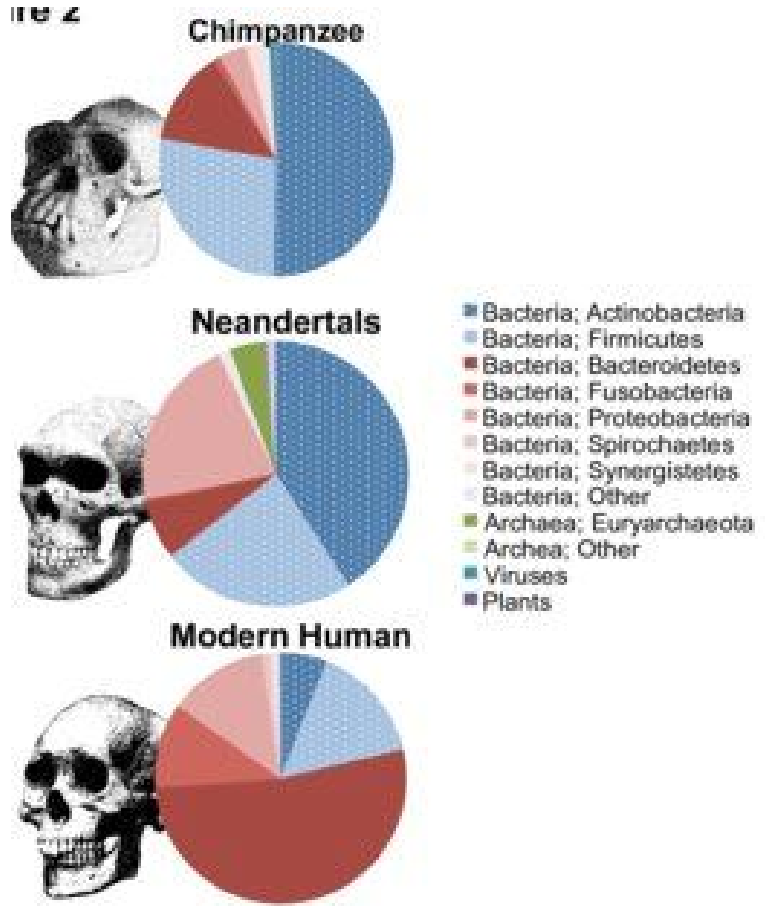 Chimpanzee
Neandertals
Bacteria; Actinobacteria
Bacteria; Firmicutes
Bacteria; Bacteroidetes
Bacteria; Fusobacteria
Bacteria; Proteobacteria
Bacteria; Spirochaetes
Bacteria; Synergistetes
Bacteria; Other
Archaea; Euryarchaeota
Archea; Other
Viruses
Plants
Modern Human